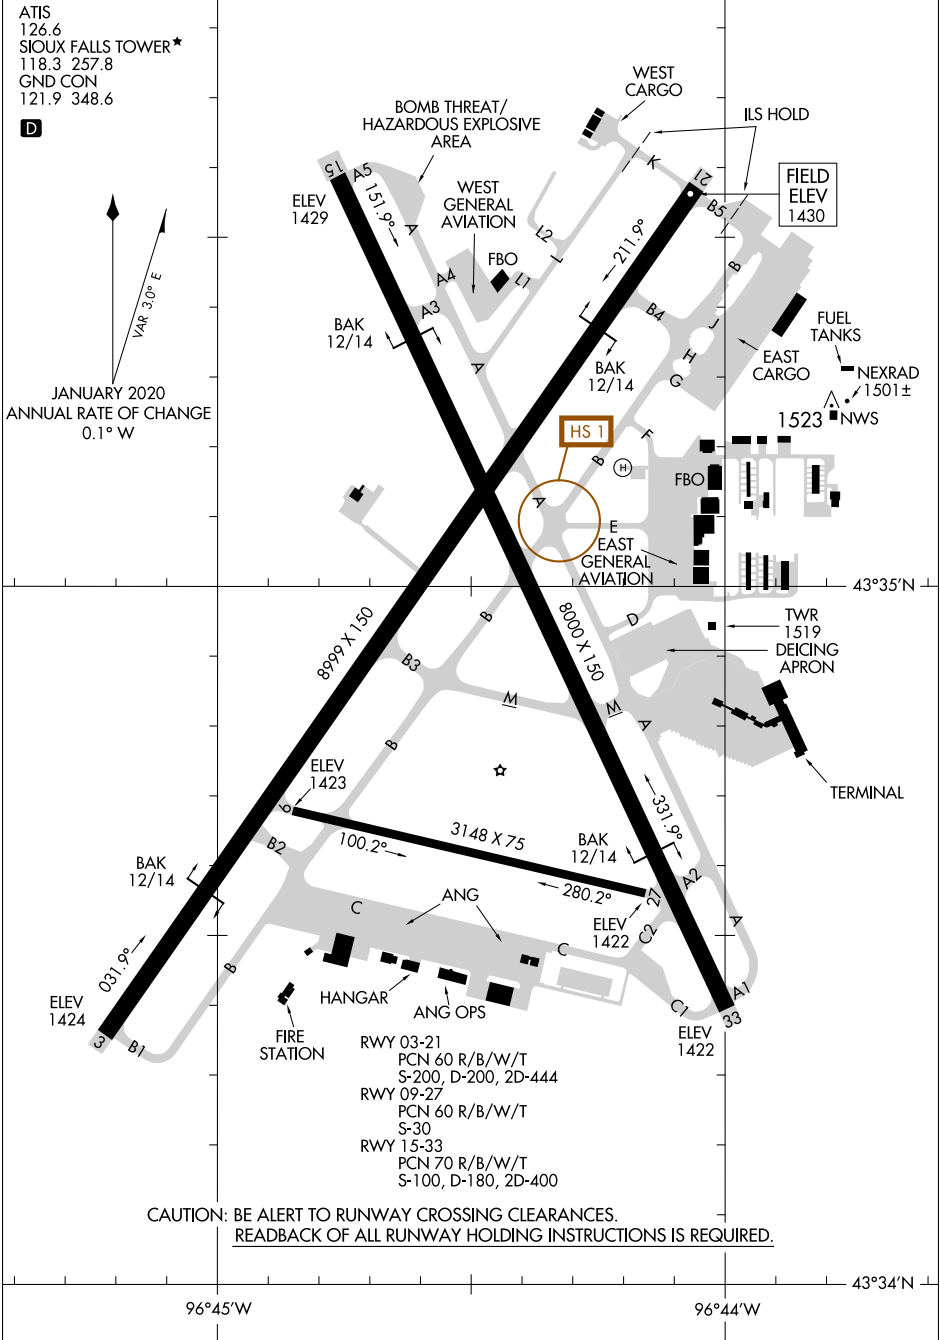 ATIS
126.6
SIOUX FALLS TOWER★
118.3 257.8
GND CON
121.9 348.6
D
WEST
CARGO
BOMB THREAT/
HAZARDOUS EXPLOSIVE
AREA
ILS HOLD
K
15
A5
21
FIELD
ELEV
1430
ELEV
1429
151.9°
WEST
GENERAL
AVIATION
B5
A
L2
211.9°
FBO
L
B
VAR 3.0° E
A4
L1
A3
B4
J
BAK
12/14
FUEL
TANKS
H
EAST
CARGO
A
BAK
12/14
G
NEXRAD
1501±
JANUARY 2020
ANNUAL RATE OF CHANGE
0.1° W
1523
NWS
HS 1
F
B
H
FBO
A
E
EAST
GENERAL
AVIATION
43°35'N
8999 X 150
B
8000 X 150
D
TWR
1519
DEICING
APRON
B3
M
M
A
B
ELEV
1423
TERMINAL
9
331.9°
3148 X 75
100.2°
B2
BAK
12/14
BAK
12/14
280.2°
27
A2
ANG
C
ELEV
1422
C2
A
031.9°
B
C
HANGAR
ANG OPS
C1
A1
ELEV
1424
3
B1
FIRE
STATION
33
ELEV
1422
RWY 03-21
PCN 60 R/B/W/T
S-200, D-200, 2D-444
RWY 09-27
PCN 60 R/B/W/T
S-30
RWY 15-33
PCN 70 R/B/W/T
S-100, D-180, 2D-400
CAUTION: BE ALERT TO RUNWAY CROSSING CLEARANCES.
READBACK OF ALL RUNWAY HOLDING INSTRUCTIONS IS REQUIRED.
43°34'N
96°45'W
96°44'W